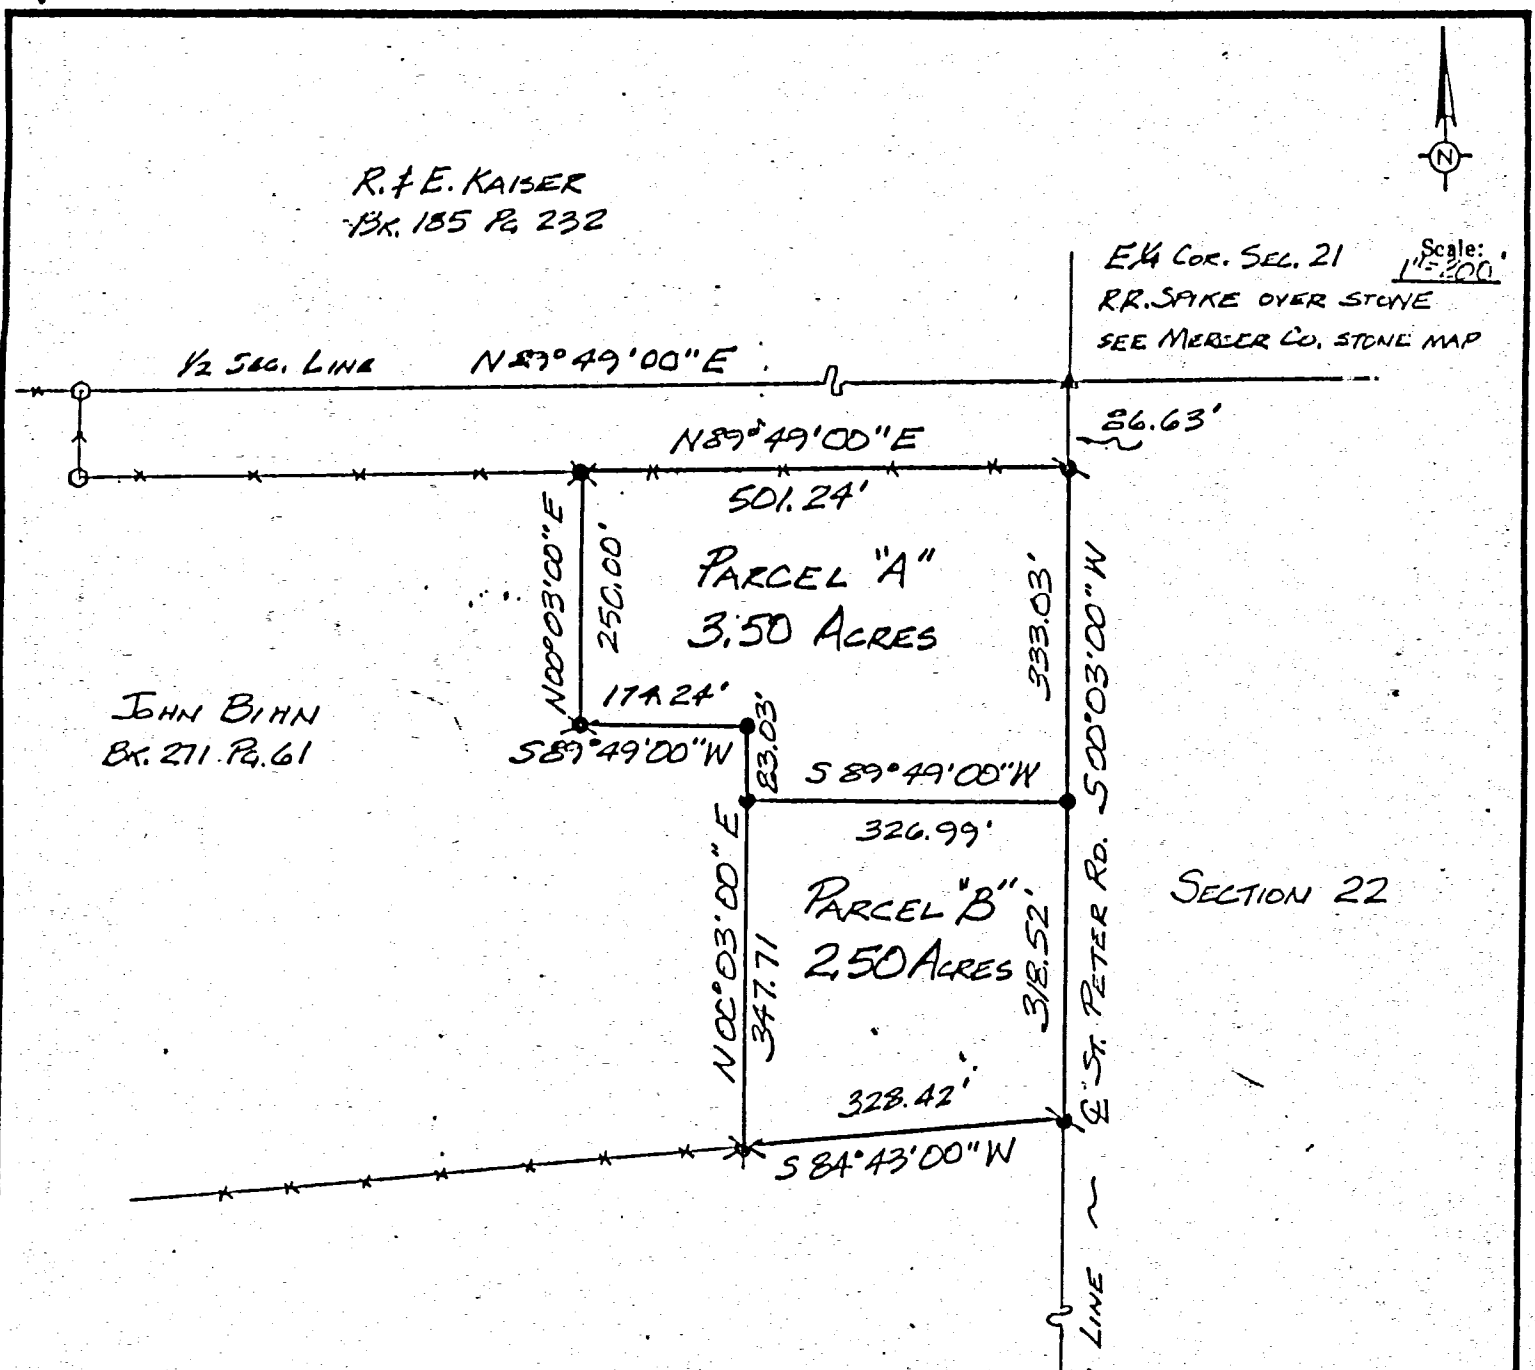 N
R. & E. KAISER
BK. 185 PG 232
E¼ COR. SEC. 21
Scale:
1"=200'
R.R. SPIKE OVER STONE
SEE MERCER CO. STONE MAP
½ SEC. LINE
N89°49'00"E
86.63'
N89°49'00"E
501.24'
N00°03'00"E
250.00'
PARCEL "A"
3.50 ACRES
333.03'
S00°03'00"W
174.24'
S89°49'00"W
83.03'
JOHN BIHN
BK. 271 PG. 61
S 89°49'00"W
326.99'
N00°03'00"E
347.71
PARCEL "B"
2.50 ACRES
318.52'
℄ ST. PETER RD.
SECTION 22
328.42'
S 84°43'00"W
LINE ~